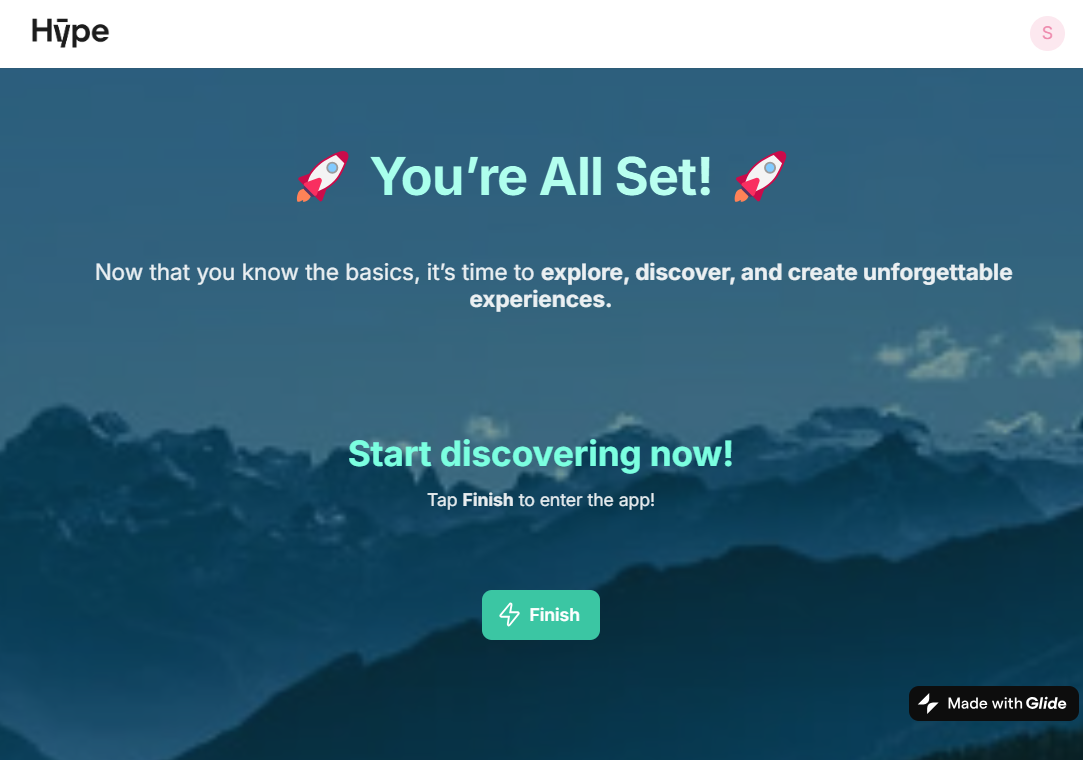 Hȳpe
S
🚀 You’re All Set! 🚀
Now that you know the basics, it’s time to explore, discover, and create unforgettable
experiences.
Start discovering now!
Tap Finish to enter the app!
Finish
Made with Glide